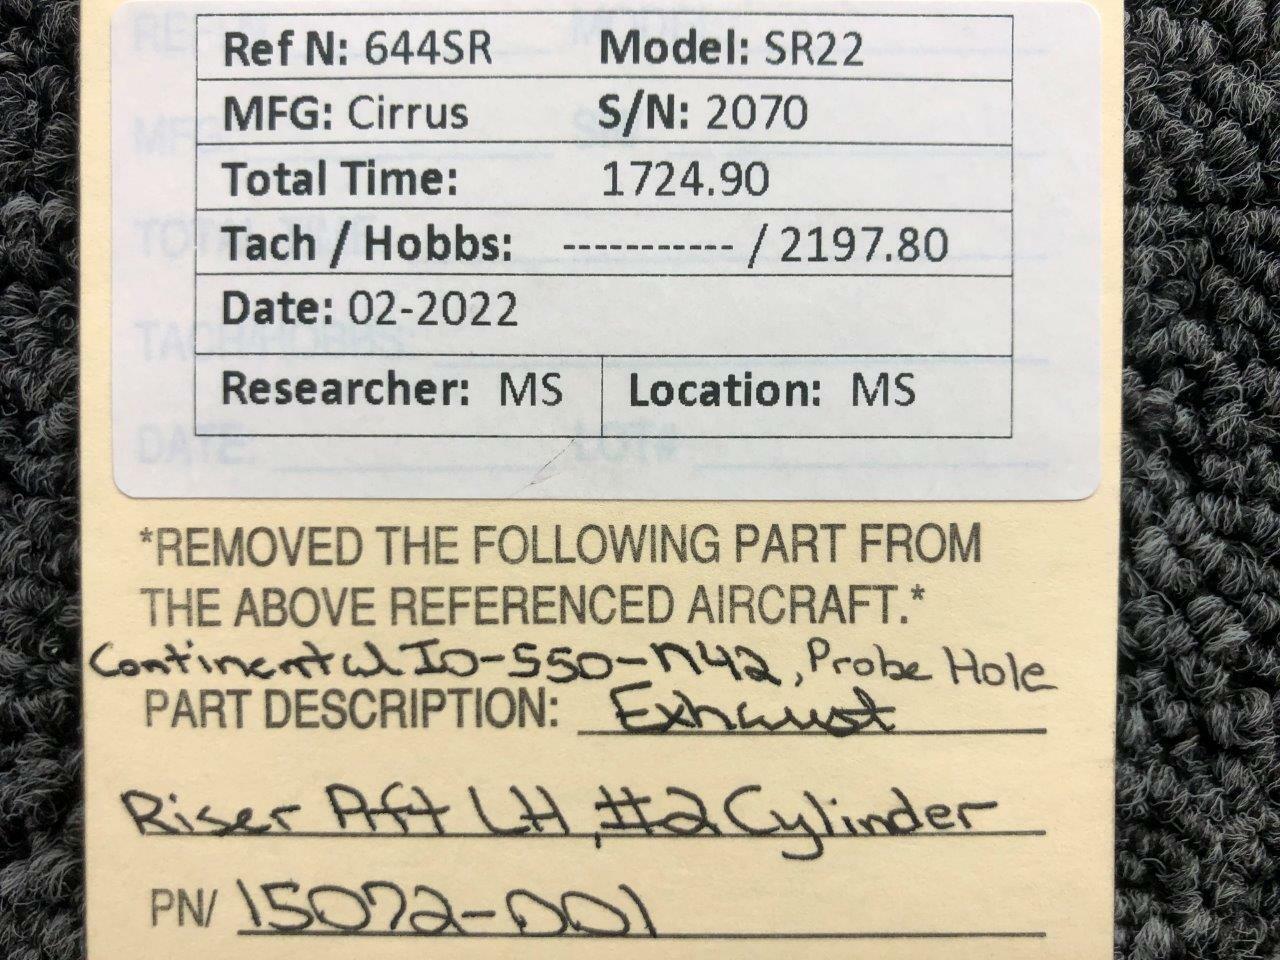 Ref N: 644SR Model: SR22
MFG: Cirrus S/N: 2070
Total Time: 1724.90
Tach / Hobbs: ----------- / 2197.80
Date: 02-2022
Researcher: MS Location: MS
*REMOVED THE FOLLOWING PART FROM
THE ABOVE REFERENCED AIRCRAFT.*
Continental IO-550-N42, Probe Hole
PART DESCRIPTION: Exhaust
Riser Aft LH, #2 Cylinder
PN/ 15072-001